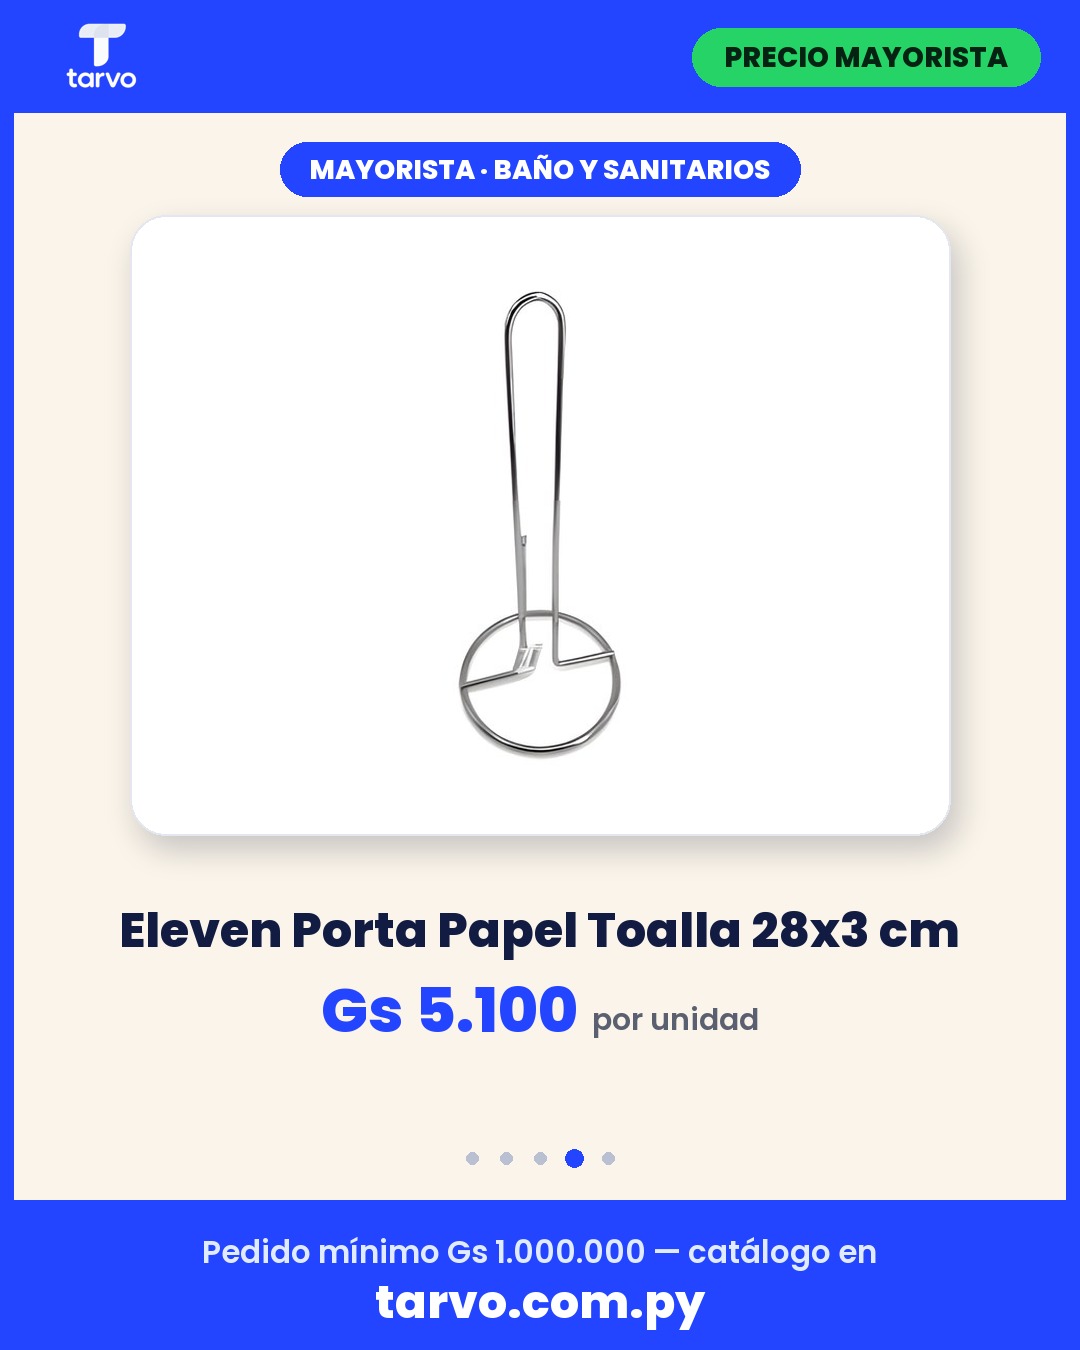 tarvo
PRECIO MAYORISTA
MAYORISTA · BAÑO Y SANITARIOS
Eleven Porta Papel Toalla 28x3 cm
Gs 5.100 por unidad
Pedido mínimo Gs 1.000.000 — catálogo en
tarvo.com.py